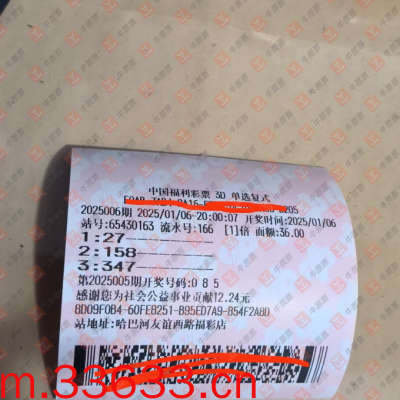 中国福利彩票 3D 单选复式
2025006期 2025/01/06-20:00:07 开奖时间:2025/01/06
站号:65430163 流水号:166 [1]倍 面额:36.00
1:27
2:158
3:347
第2025005期开奖号码:0 8 5
感谢您为社会公益事业贡献12.24元
8D09F0B4-60FE8251-B95ED7A9-854F2ABD
站地址:哈巴河友谊西路福彩店
m.33633.cn